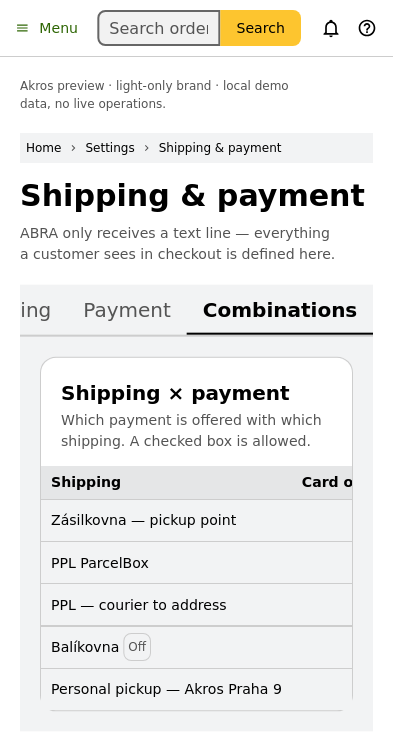 Menu
Search order
Search
Akros preview · light-only brand · local demo
data, no live operations.
Home › Settings › Shipping & payment
Shipping & payment
ABRA only receives a text line — everything
a customer sees in checkout is defined here.
ing Payment Combinations
Shipping × payment
Which payment is offered with which
shipping. A checked box is allowed.
Shipping Card o
Zásilkovna — pickup point
PPL ParcelBox
PPL — courier to address
Balíkovna Off
Personal pickup — Akros Praha 9